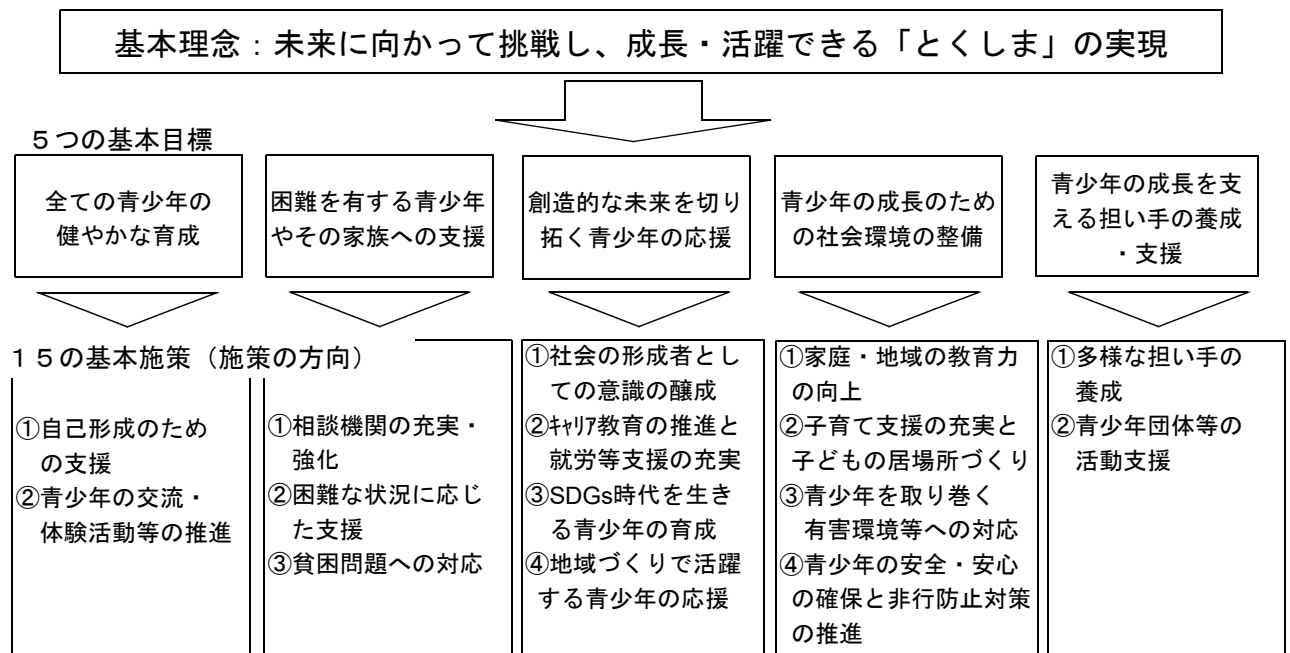 基本理念：未来に向かって挑戦し、成長・活躍できる「とくしま」の実現
５つの基本目標
全ての青少年の
健やかな育成
困難を有する青少年
やその家族への支援
創造的な未来を切り
拓く青少年の応援
青少年の成長のため
の社会環境の整備
青少年の成長を支
える担い手の養成
・支援
１５の基本施策（施策の方向）
①自己形成のため
の支援
②青少年の交流・
体験活動等の推進
①相談機関の充実・
強化
②困難な状況に応じ
た支援
③貧困問題への対応
①社会の形成者とし
ての意識の醸成
②ｷｬﾘｱ教育の推進と
就労等支援の充実
③SDGs時代を生き
る青少年の育成
④地域づくりで活躍
する青少年の応援
①家庭・地域の教育力
の向上
②子育て支援の充実と
子どもの居場所づくり
③青少年を取り巻く
有害環境等への対応
④青少年の安全・安心
の確保と非行防止対策
の推進
①多様な担い手の
養成
②青少年団体等の
活動支援